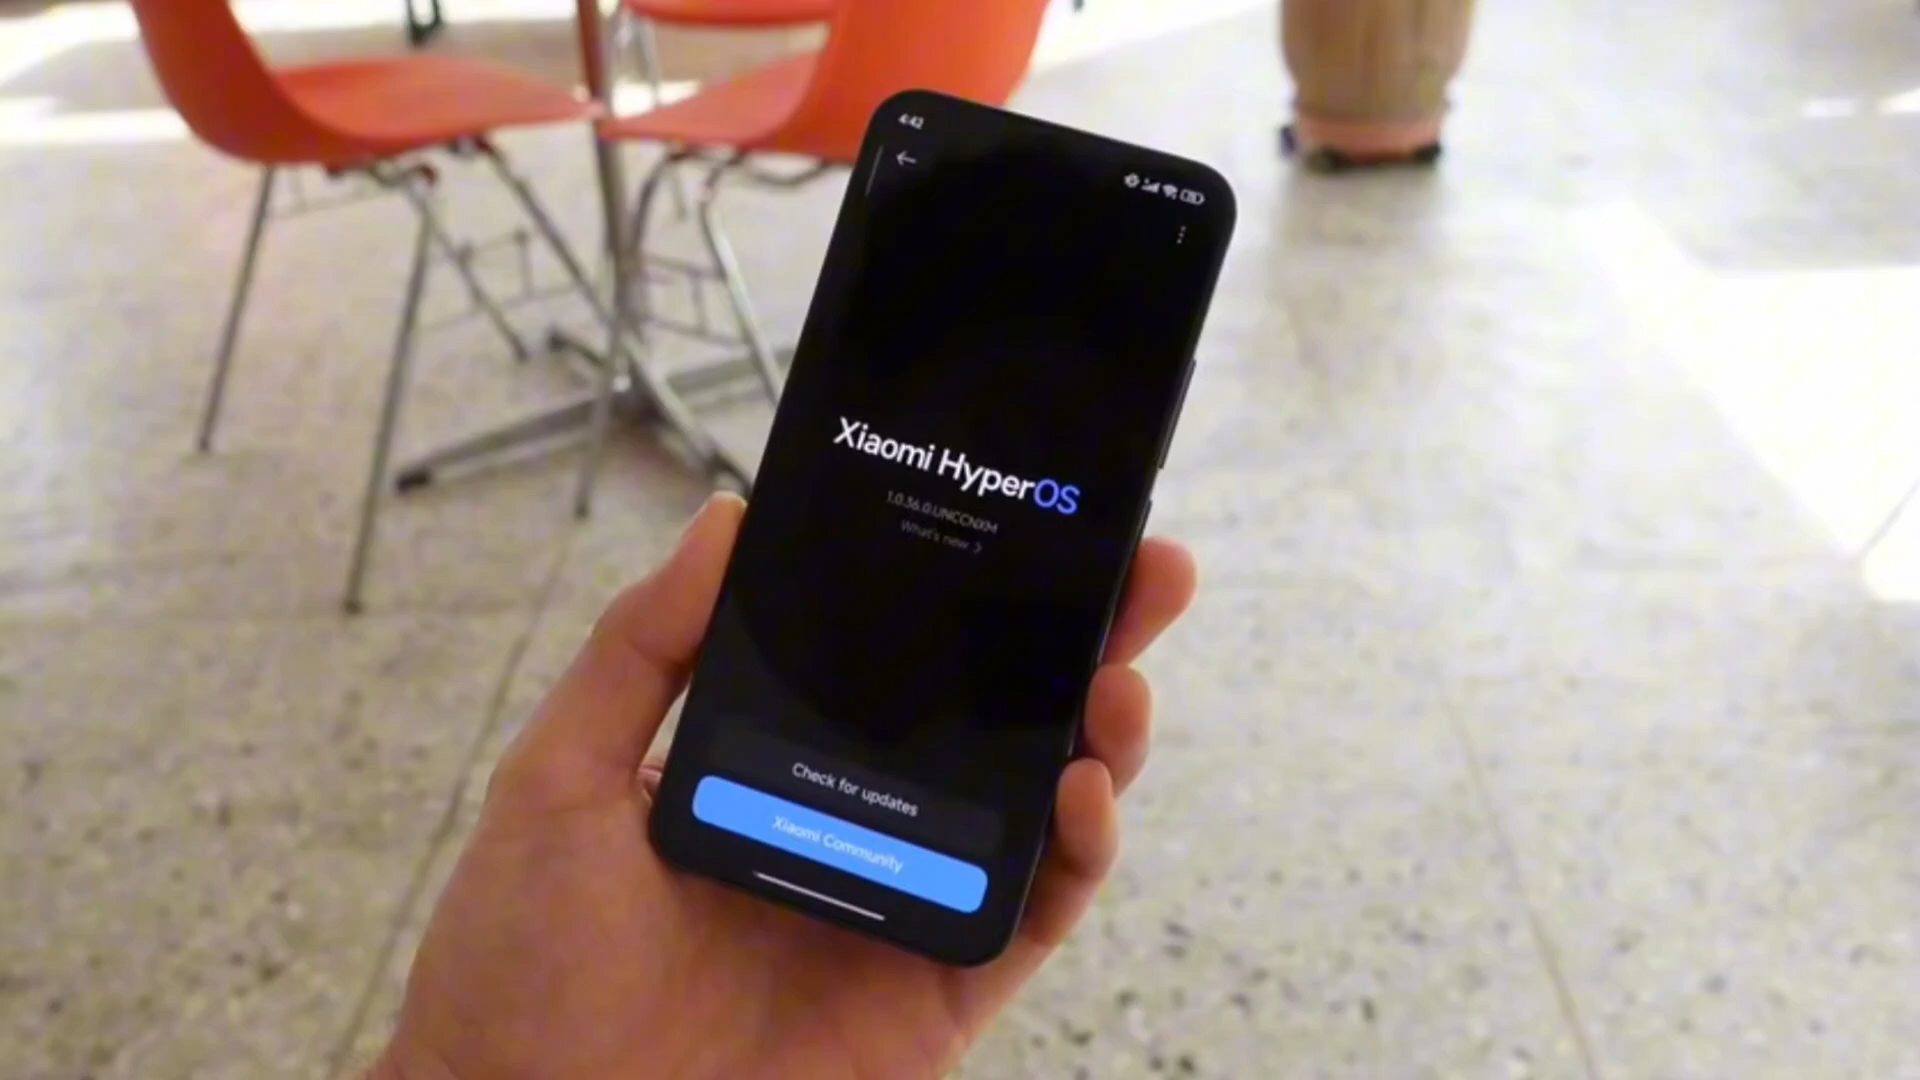 4:42
Xiaomi HyperOS
1.0.36.0.UNCCNXM
What's new >
Check for updates
Xiaomi Community